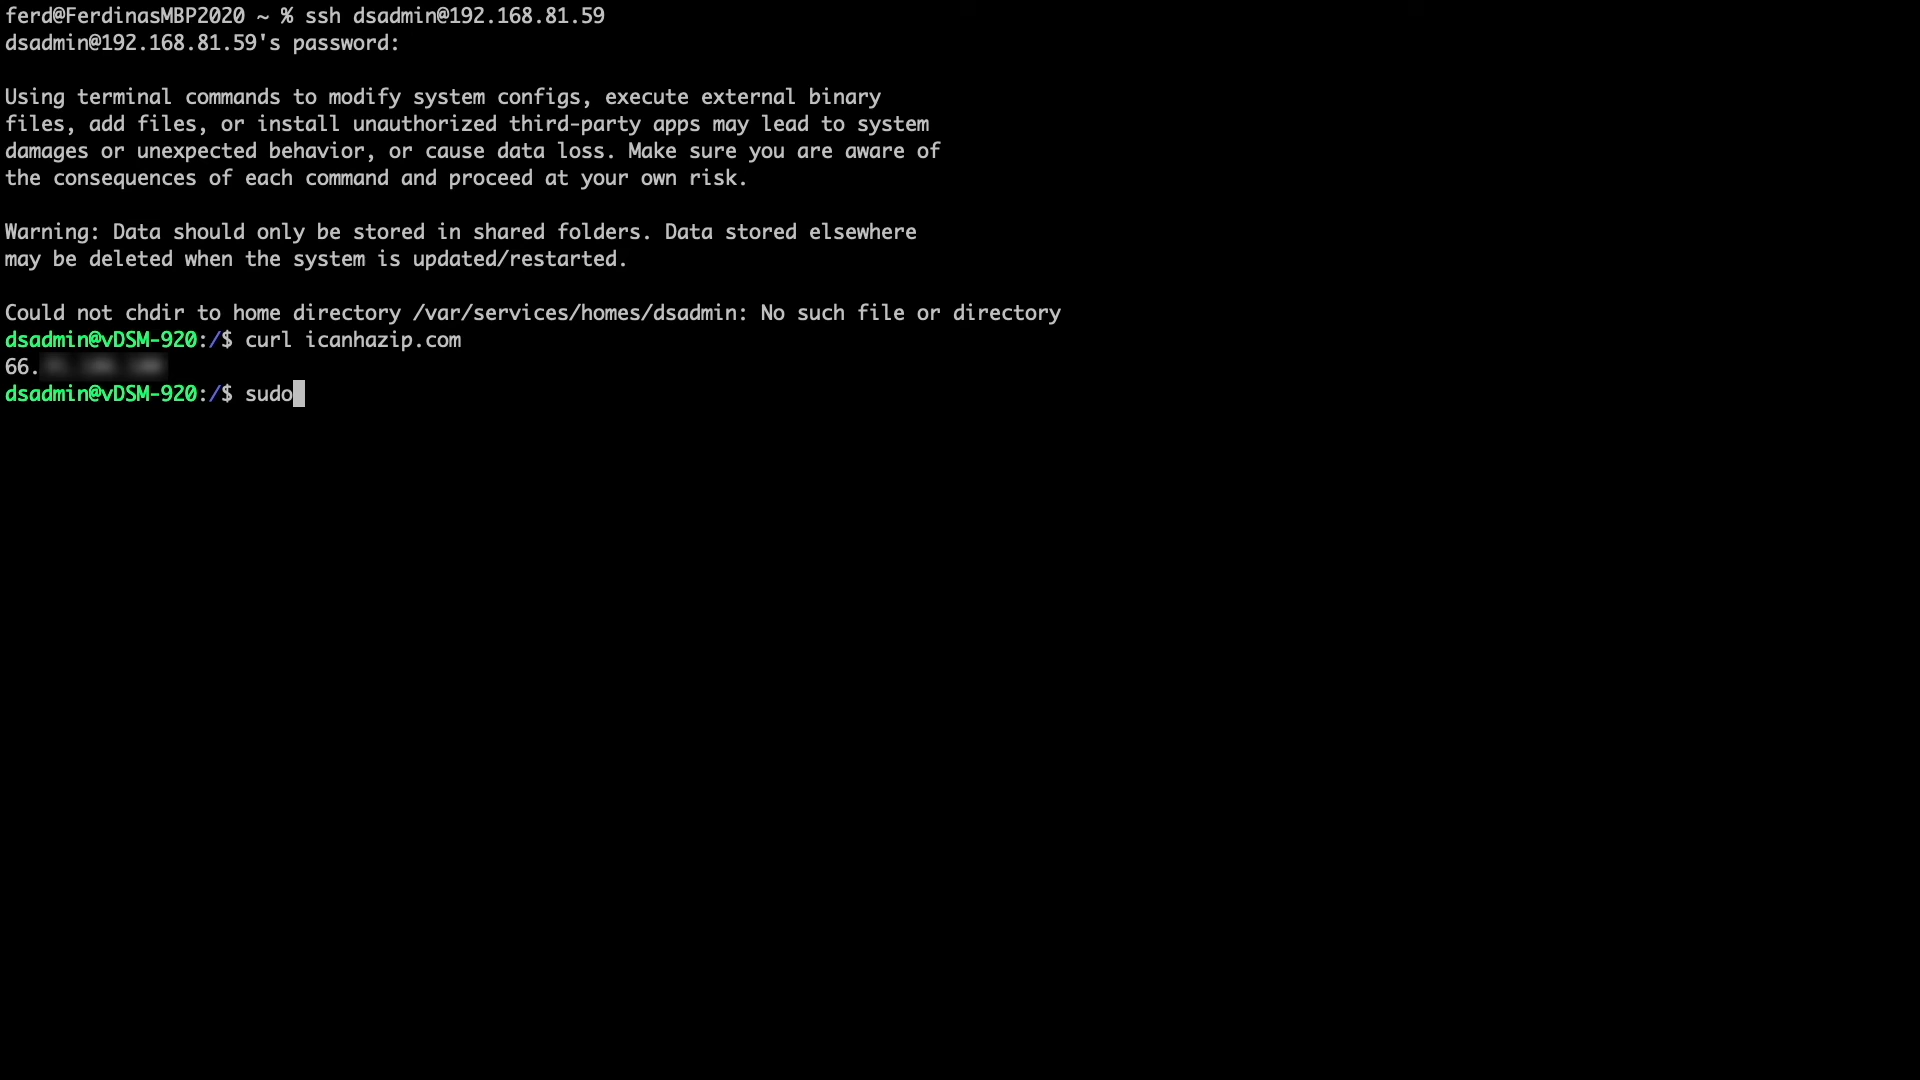 ferd@FerdinasMBP2020 ~ % ssh dsadmin@192.168.81.59
dsadmin@192.168.81.59's password:
Using terminal commands to modify system configs, execute external binary
files, add files, or install unauthorized third-party apps may lead to system
damages or unexpected behavior, or cause data loss. Make sure you are aware of
the consequences of each command and proceed at your own risk.
Warning: Data should only be stored in shared folders. Data stored elsewhere
may be deleted when the system is updated/restarted.
Could not chdir to home directory /var/services/homes/dsadmin: No such file or directory
dsadmin@vDSM-920:/$ curl icanhazip.com
66.
dsadmin@vDSM-920:/$ sudo